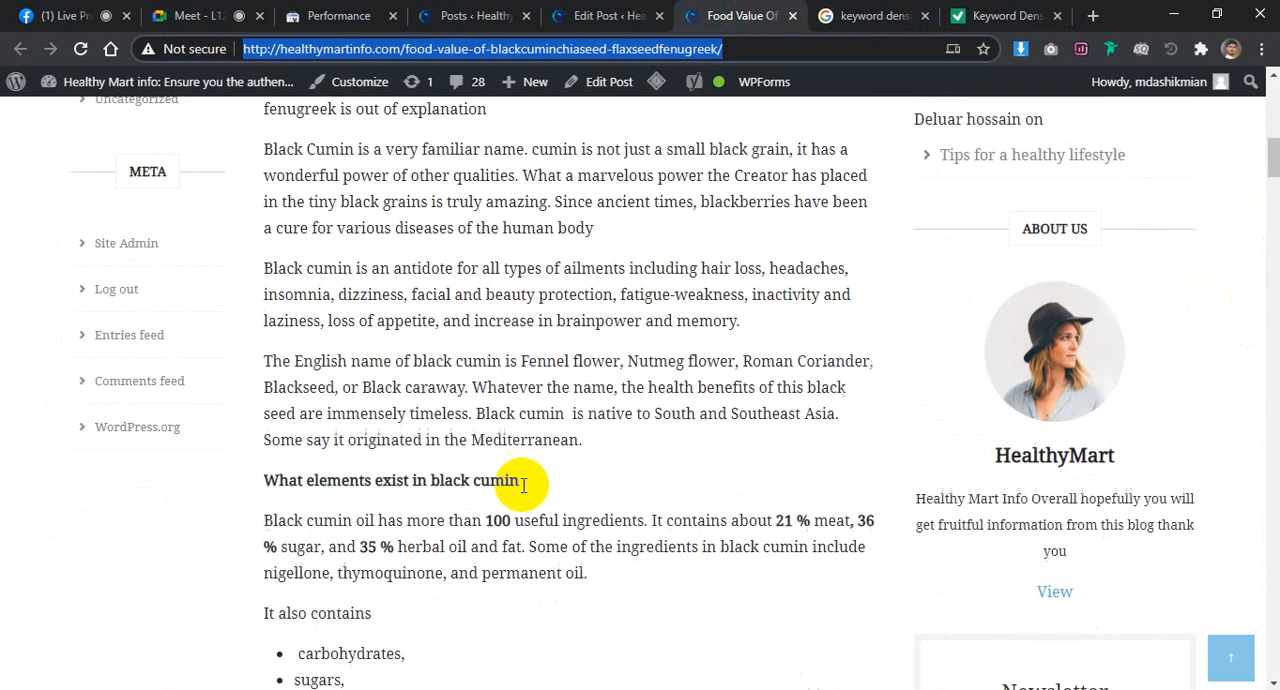 (1) Live Pr
Meet - L12
Performance
Posts ‹ Healthy
Edit Post ‹ Hea
Food Value Of
keyword dens
Keyword Dens
Not secure
http://healthymartinfo.com/food-value-of-blackcuminchiaseed-flaxseedfenugreek/
Healthy Mart info: Ensure you the authen...
Customize
1
28
New
Edit Post
WPForms
Howdy, mdashikmian
Uncategorized
META
Site Admin
Log out
Entries feed
Comments feed
WordPress.org
fenugreek is out of explanation
Black Cumin is a very familiar name. cumin is not just a small black grain, it has a
wonderful power of other qualities. What a marvelous power the Creator has placed
in the tiny black grains is truly amazing. Since ancient times, blackberries have been
a cure for various diseases of the human body
Black cumin is an antidote for all types of ailments including hair loss, headaches,
insomnia, dizziness, facial and beauty protection, fatigue-weakness, inactivity and
laziness, loss of appetite, and increase in brainpower and memory.
The English name of black cumin is Fennel flower, Nutmeg flower, Roman Coriander,
Blackseed, or Black caraway. Whatever the name, the health benefits of this black
seed are immensely timeless. Black cumin  is native to South and Southeast Asia.
Some say it originated in the Mediterranean.
What elements exist in black cumin
Black cumin oil has more than 100 useful ingredients. It contains about 21 % meat, 36
% sugar, and 35 % herbal oil and fat. Some of the ingredients in black cumin include
nigellone, thymoquinone, and permanent oil.
It also contains
carbohydrates,
sugars,
Deluar hossain on
Tips for a healthy lifestyle
ABOUT US
HealthyMart
Healthy Mart Info Overall hopefully you will
get fruitful information from this blog thank
you
View
Newsletter